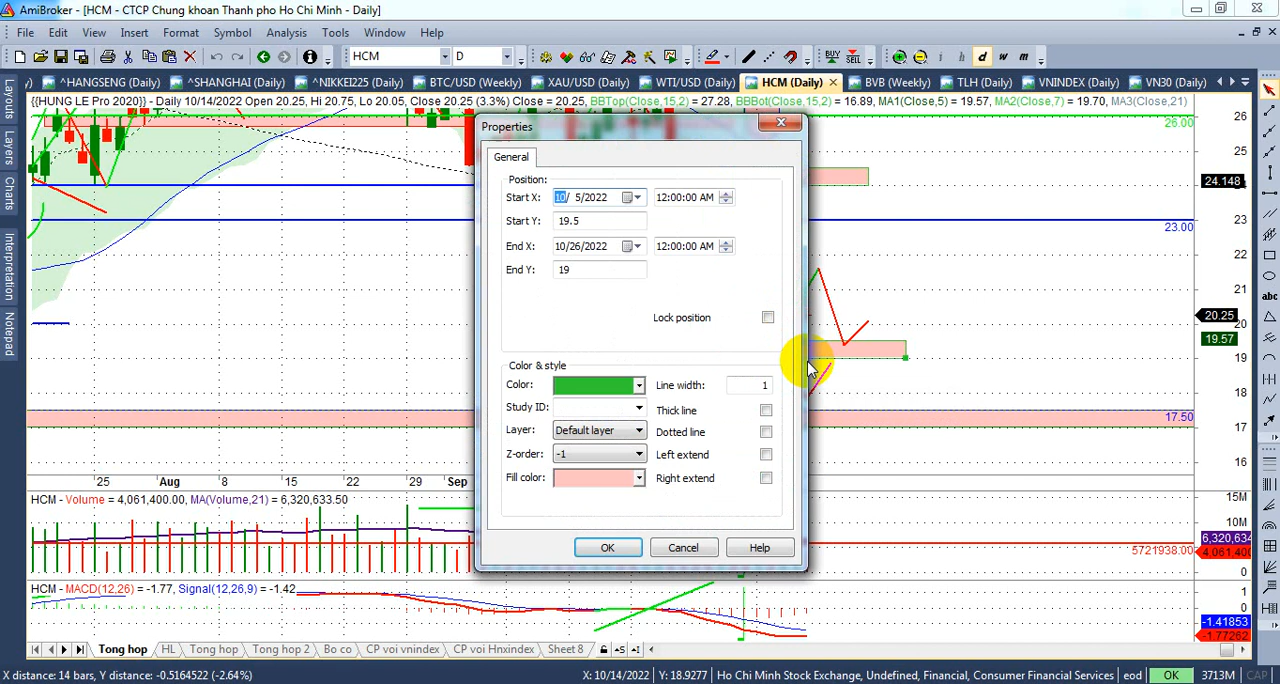 AmiBroker - [HCM - CTCP Chung khoan Thanh pho Ho Chi Minh - Daily]
File Edit View Insert Format Symbol Analysis Tools Window Help
HCM D i h d w m
BUY SELL
^HANGSENG (Daily) ^SHANGHAI (Daily) ^NIKKEI225 (Daily) BTC/USD (Weekly) XAU/USD (Daily) WTI/USD (Daily) HCM (Daily) BVB (Weekly) TLH (Daily) VNINDEX (Daily) VN30 (Daily)
Layouts
Layers
Charts
Interpretation
Notepad
{{HUNG LE Pro 2020}} - Daily 10/14/2022 Open 20.25, Hi 20.75, Lo 20.05, Close 20.25 (3.3%) Close = 20.25, BBTop(Close,15,2) = 27.28, BBBot(Close,15,2) = 16.89, MA1(Close,5) = 19.57, MA2(Close,7) = 19.70, MA3(Close,21)
Properties
General
Position:
Start X: 10/ 5/2022 12:00:00 AM
Start Y: 19.5
End X: 10/26/2022 12:00:00 AM
End Y: 19
Lock position
Color & style
Color: Line width: 1
Study ID: Thick line
Layer: Default layer Dotted line
Z-order: -1 Left extend
Fill color: Right extend
OK Cancel Help
26.00
26
25
24.148
23
23.00
22
21
20.25
20
19.57
19
18
17.50
17
16
abc
25 Aug 8 15 22 29 Sep
HCM - Volume = 4,061,400.00, MA(Volume,21) = 6,320,633.50
15M
10M
6,320,634
5721938.00
4,061,400
0
HCM - MACD(12,26) = -1.77, Signal(12,26,9) = -1.42
1
0
-1.41853
-1.77262
Tong hop HL Tong hop Tong hop 2 Bo co CP voi vnindex CP voi Hnxindex Sheet 8
X distance: 14 bars, Y distance: -0.5164522 (-2.64%) X: 10/14/2022 Y: 18.9277 Ho Chi Minh Stock Exchange, Undefined, Financial, Consumer Financial Services eod OK 3713M CAP